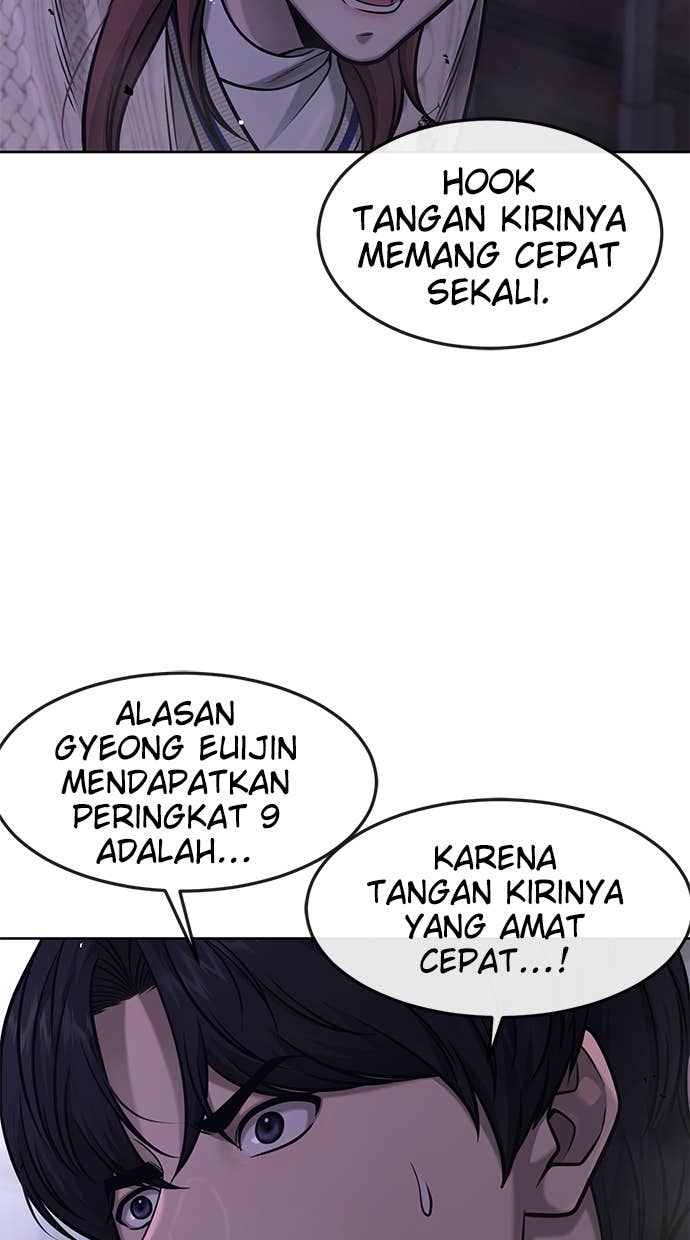 HOOK
TANGAN KIRINYA
MEMANG CEPAT
SEKALI.
ALASAN
GYEONG EUIJIN
MENDAPATKAN
PERINGKAT 9
ADALAH...
KARENA
TANGAN KIRINYA
YANG AMAT
CEPAT...!